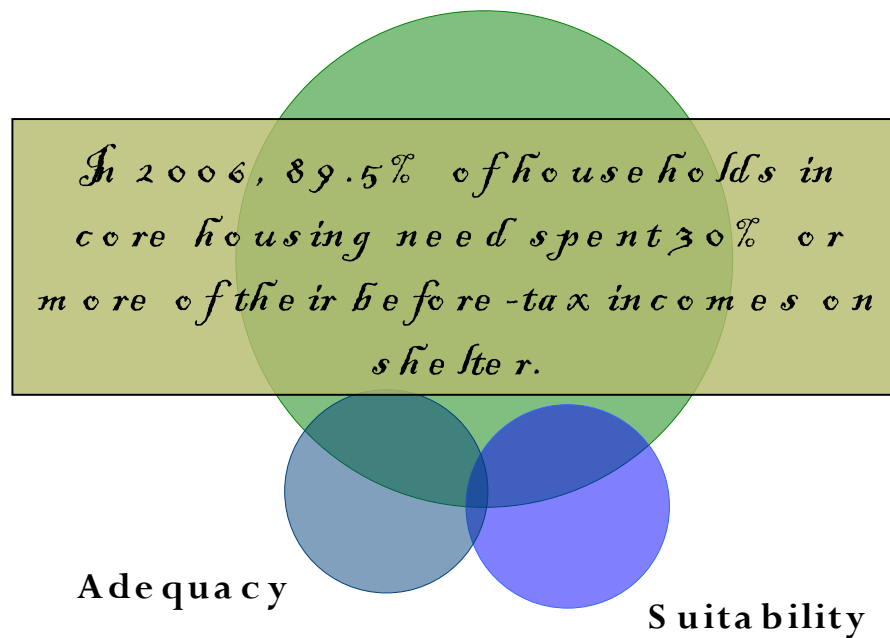 In 2006, 89.5% of households in
core housing need spent 30% or
more of their before-tax incomes on
shelter.
Adequacy
Suitability